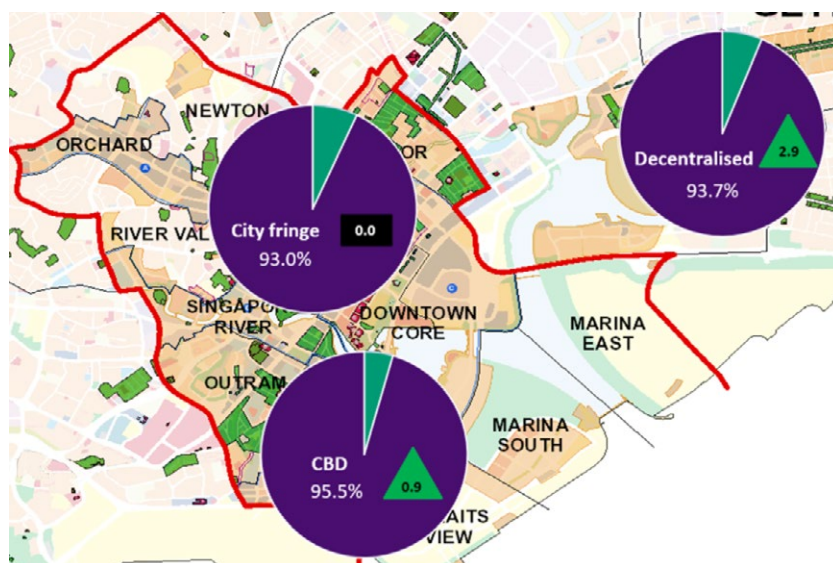 NEWTON
ORCHARD
OR
Decentralised
2.9
93.7%
City fringe
0.0
93.0%
RIVER VAL
SINGAPO
RIVER
DOWNTOWN
CORE
MARINA
EAST
OUTRAM
MARINA
SOUTH
CBD
0.9
95.5%
AITS
VIEW